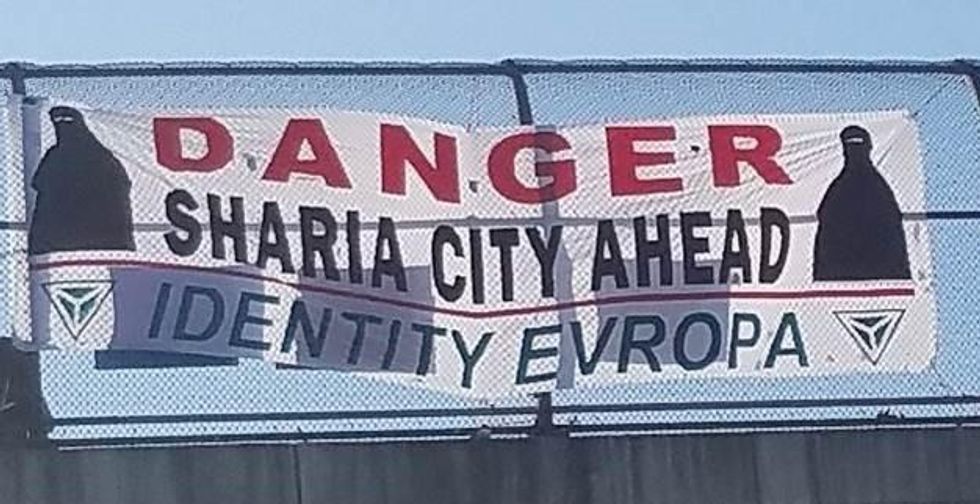 DANGER
SHARIA CITY AHEAD
IDENTITY EVROPA